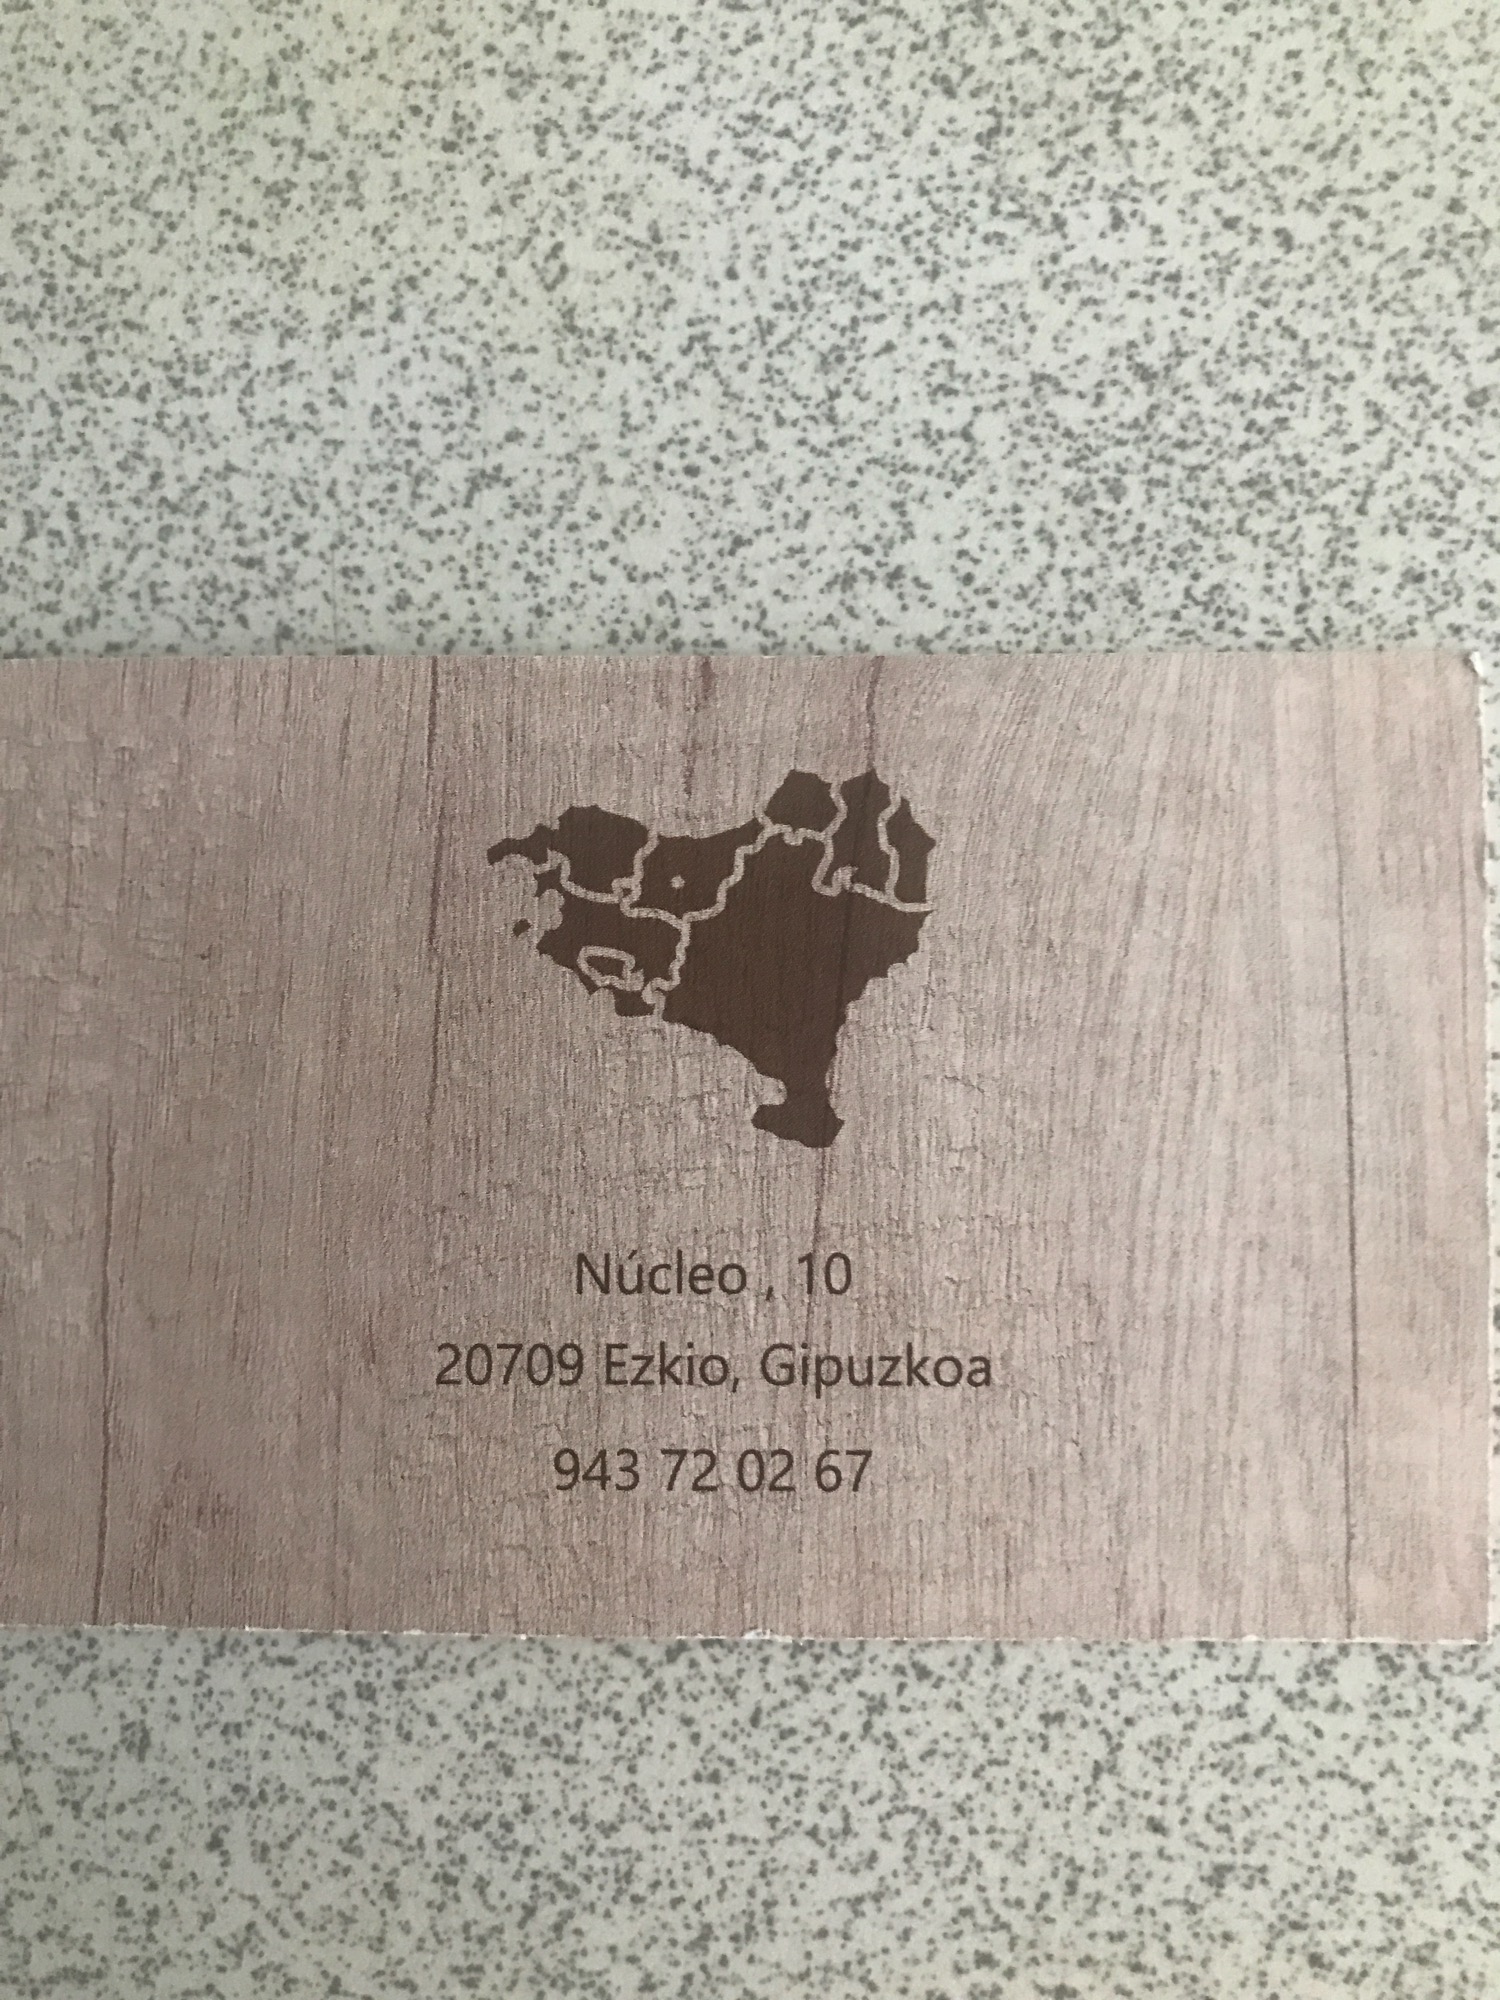 Núcleo , 10
20709 Ezkio, Gipuzkoa
943 72 02 67